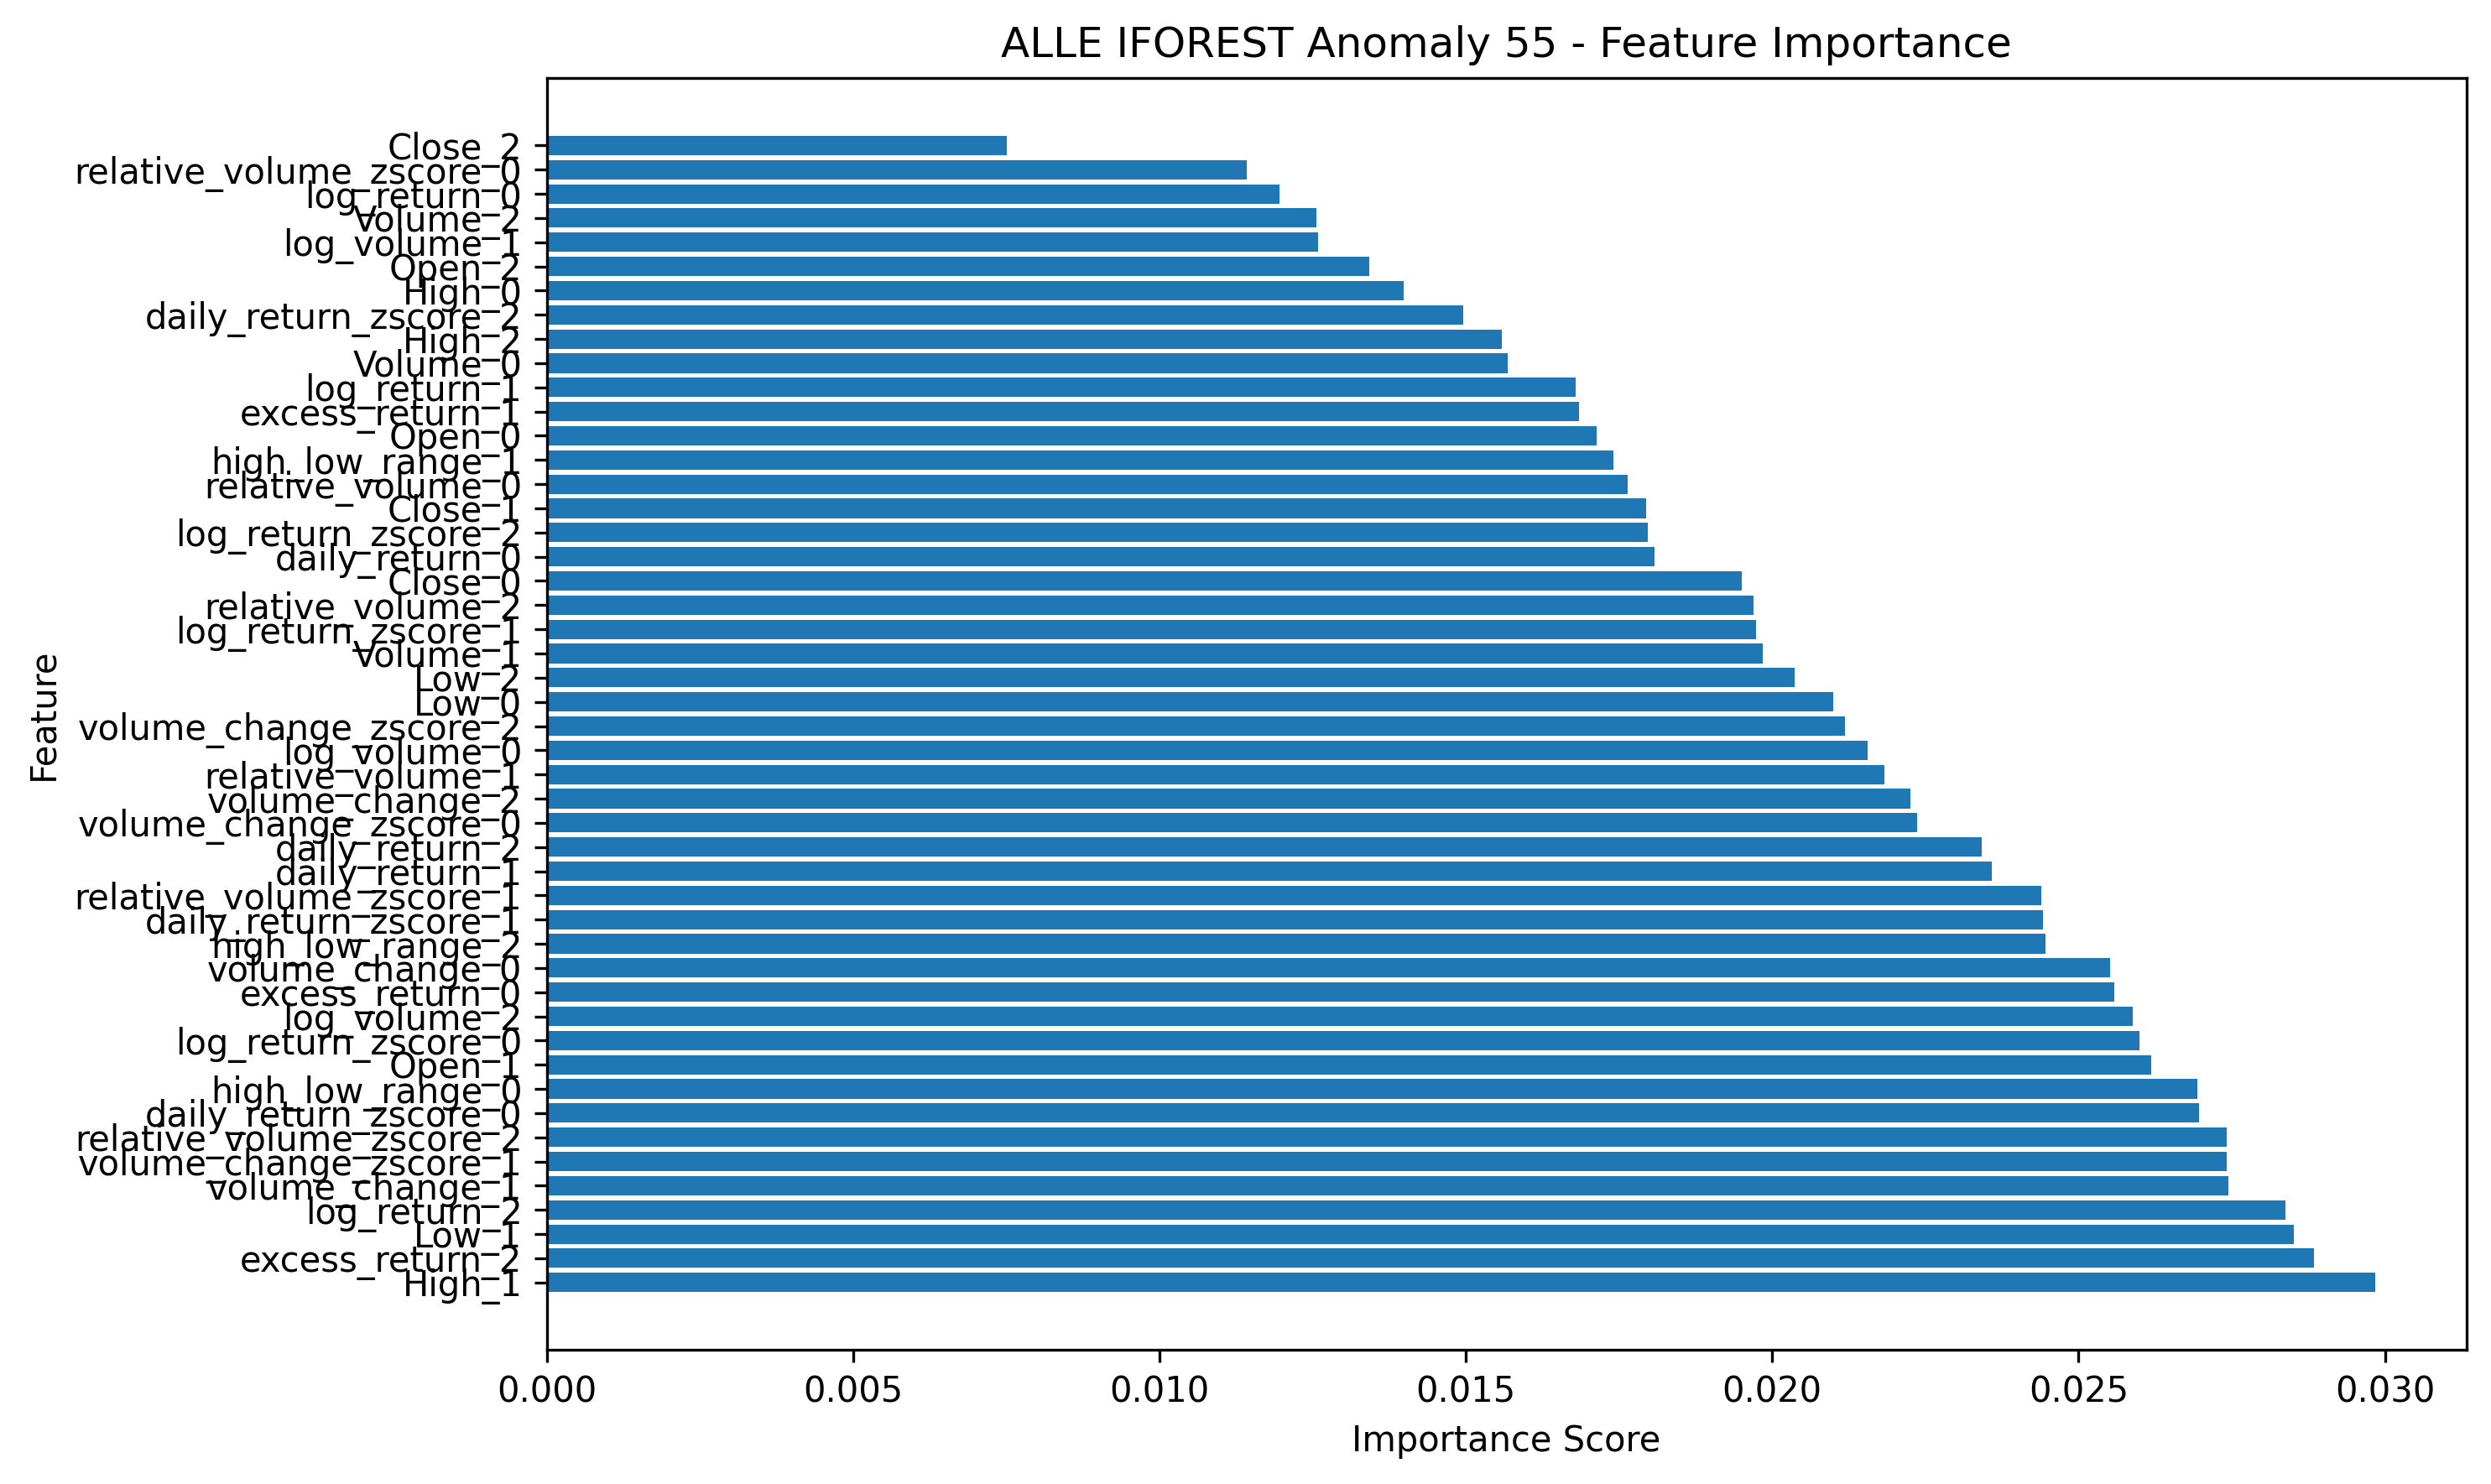 ALLE IFOREST Anomaly 55 - Feature Importance
Close_2
relative_volume_zscore_0
log_return_0
Volume_2
log_volume_1
Open_2
High_0
daily_return_zscore_2
High_2
Volume_0
log_return_1
excess_return_1
Open_0
high_low_range_1
relative_volume_0
Close_1
log_return_zscore_2
daily_return_0
Close_0
relative_volume_2
log_return_zscore_1
Volume_1
Low_2
Low_0
volume_change_zscore_2
log_volume_0
relative_volume_1
volume_change_2
volume_change_zscore_0
daily_return_2
daily_return_1
relative_volume_zscore_1
daily_return_zscore_1
high_low_range_2
volume_change_0
excess_return_0
log_volume_2
log_return_zscore_0
Open_1
high_low_range_0
daily_return_zscore_0
relative_volume_zscore_2
volume_change_zscore_1
volume_change_1
log_return_2
Low_1
excess_return_2
High_1
Feature
0.000 0.005 0.010 0.015 0.020 0.025 0.030
Importance Score